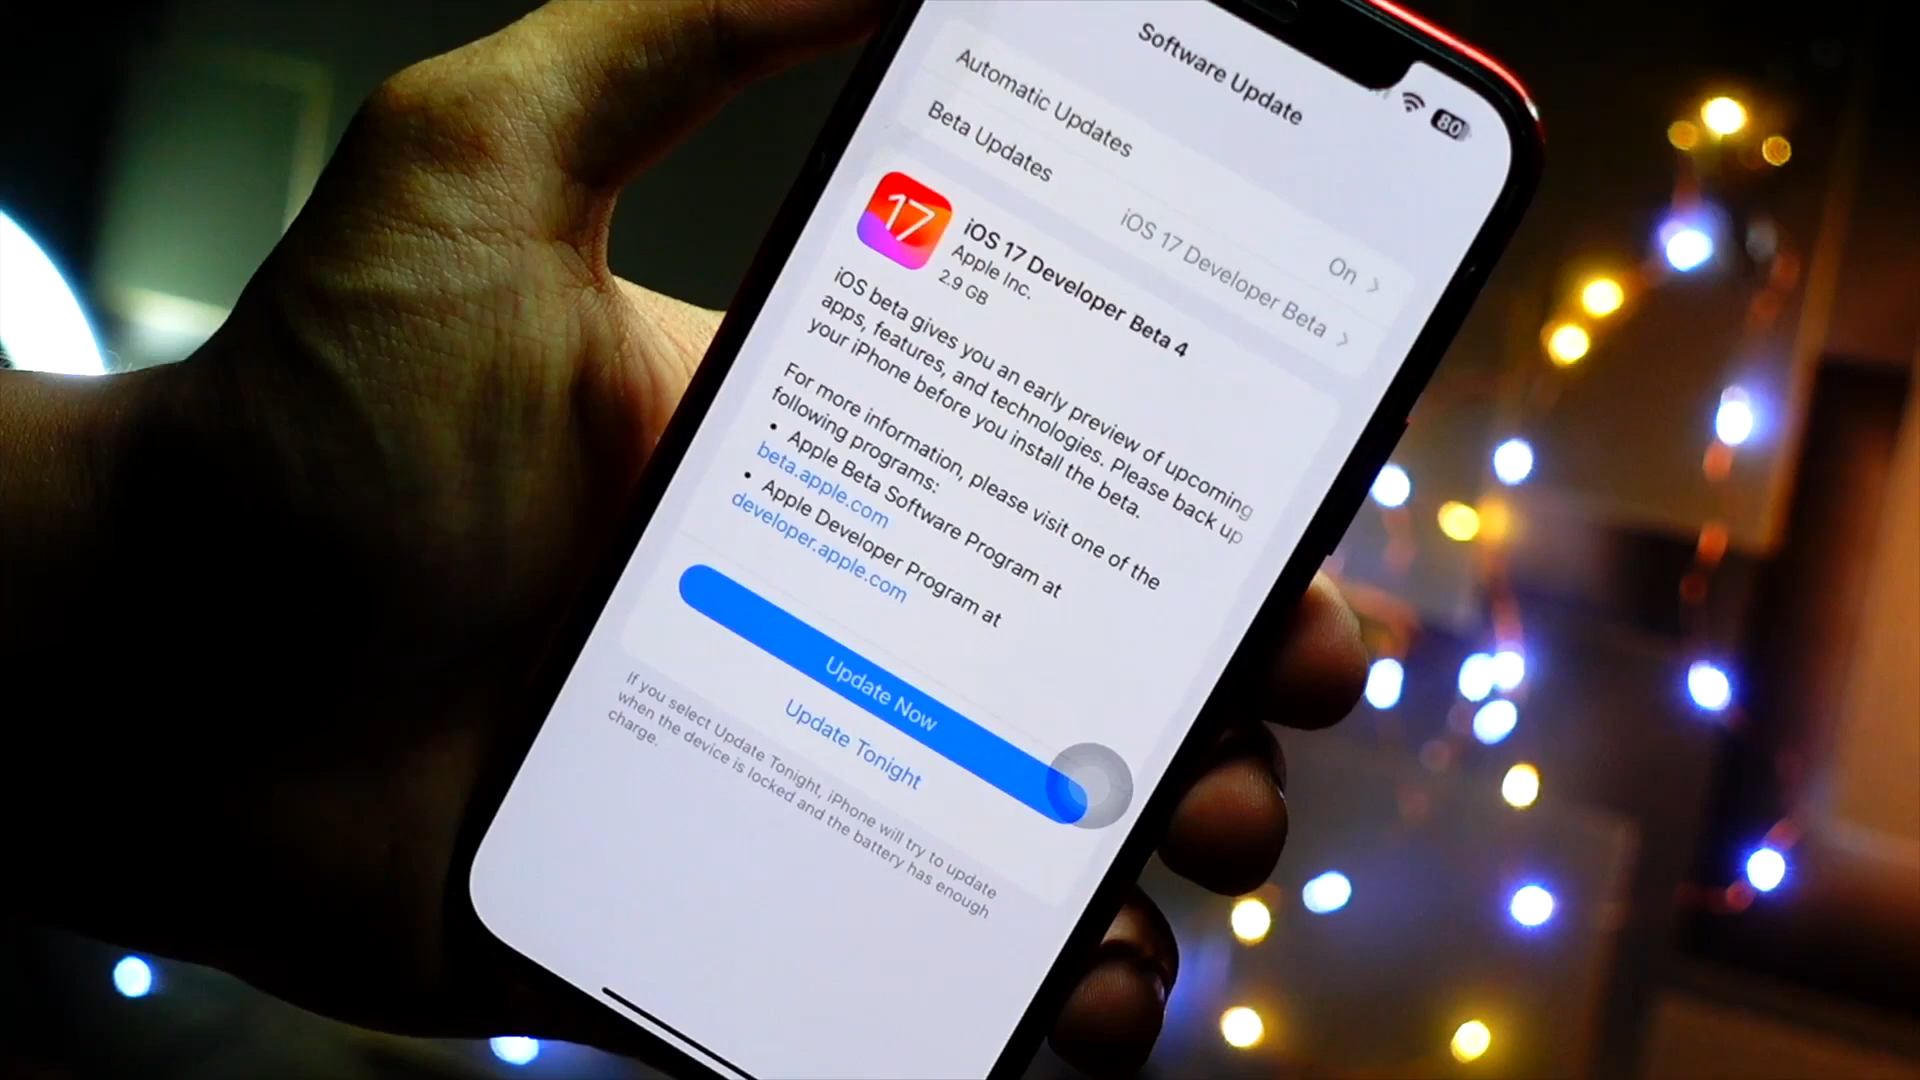 80
Software Update
Automatic Updates
On
Beta Updates
iOS 17 Developer Beta
17
iOS 17 Developer Beta 4
Apple Inc.
2.9 GB
iOS beta gives you an early preview of upcoming
apps, features, and technologies. Please back up
your iPhone before you install the beta.
For more information, please visit one of the
following programs:
• Apple Beta Software Program at
beta.apple.com
• Apple Developer Program at
developer.apple.com
Update Now
Update Tonight
If you select Update Tonight, iPhone will try to update
when the device is locked and the battery has enough
charge.